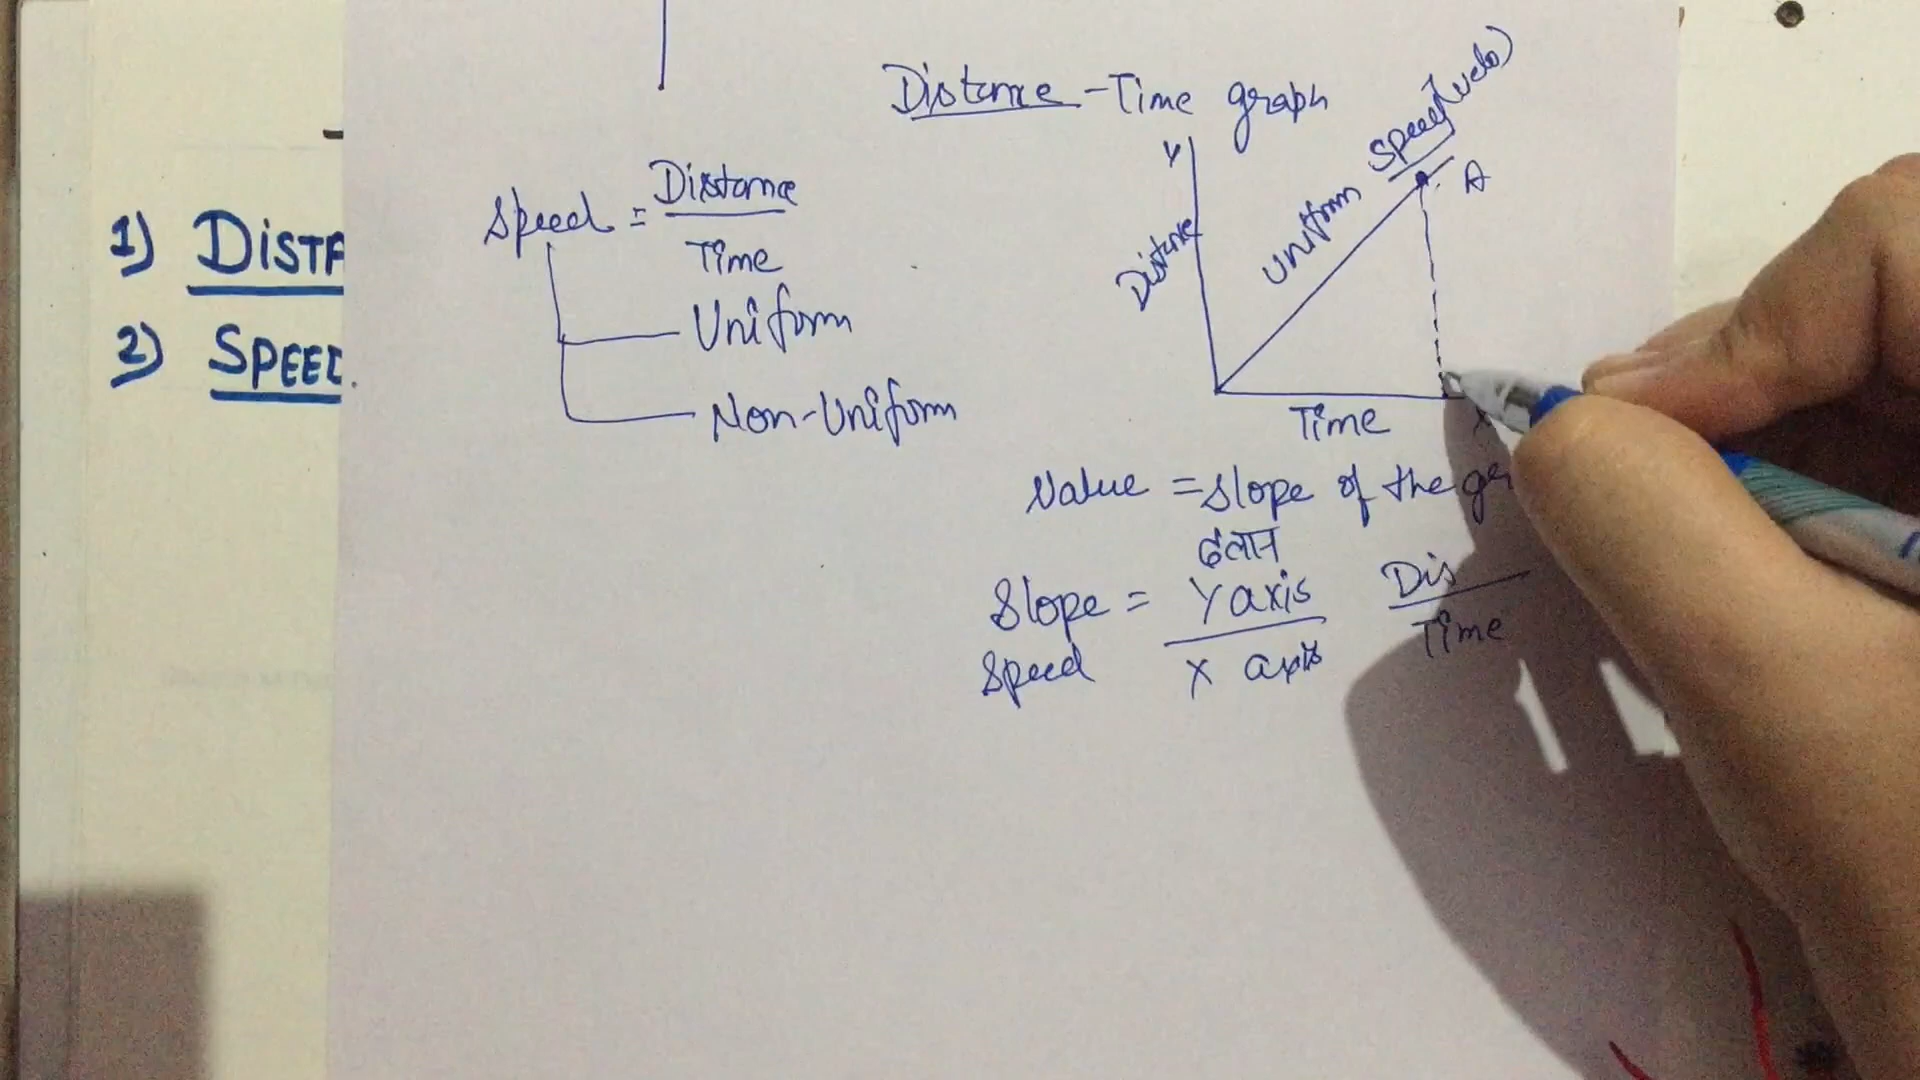 1) DISTA
2) SPEED
Speed = Distance
Time
Uniform
Non-Uniform
Distance-Time graph
Y
Distance
Uniform Speed(velo)
A
Time
X
Value = Slope of the gr
ढलान
Slope = Y axis Dis
Speed X axis Time